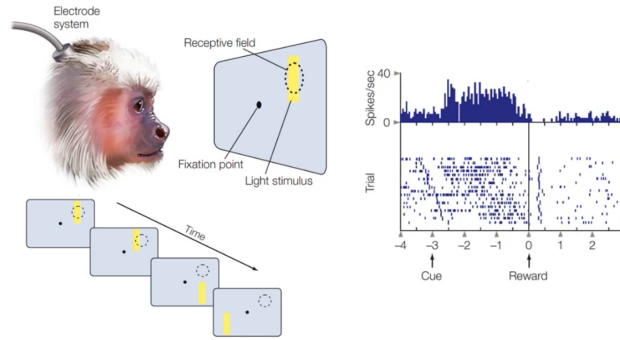 Electrode
system
Receptive field
Fixation point
Light stimulus
Time
Spikes/sec
40
0
Trial
-4 -3 -2 -1 0 1 2
Cue
Reward